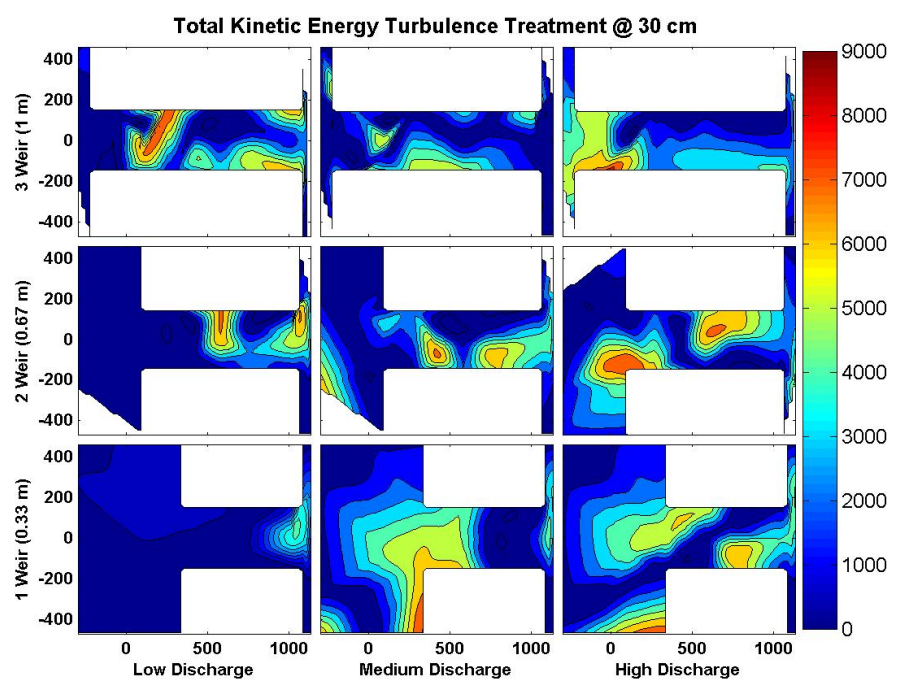 Total Kinetic Energy Turbulence Treatment @ 30 cm
3 Weir (1 m)
400
200
0
-200
-400
2 Weir (0.67 m)
400
200
0
-200
-400
1 Weir (0.33 m)
400
200
0
-200
-400
0 500 1000
0 500 1000
0 500 1000
Low Discharge
Medium Discharge
High Discharge
9000
8000
7000
6000
5000
4000
3000
2000
1000
0